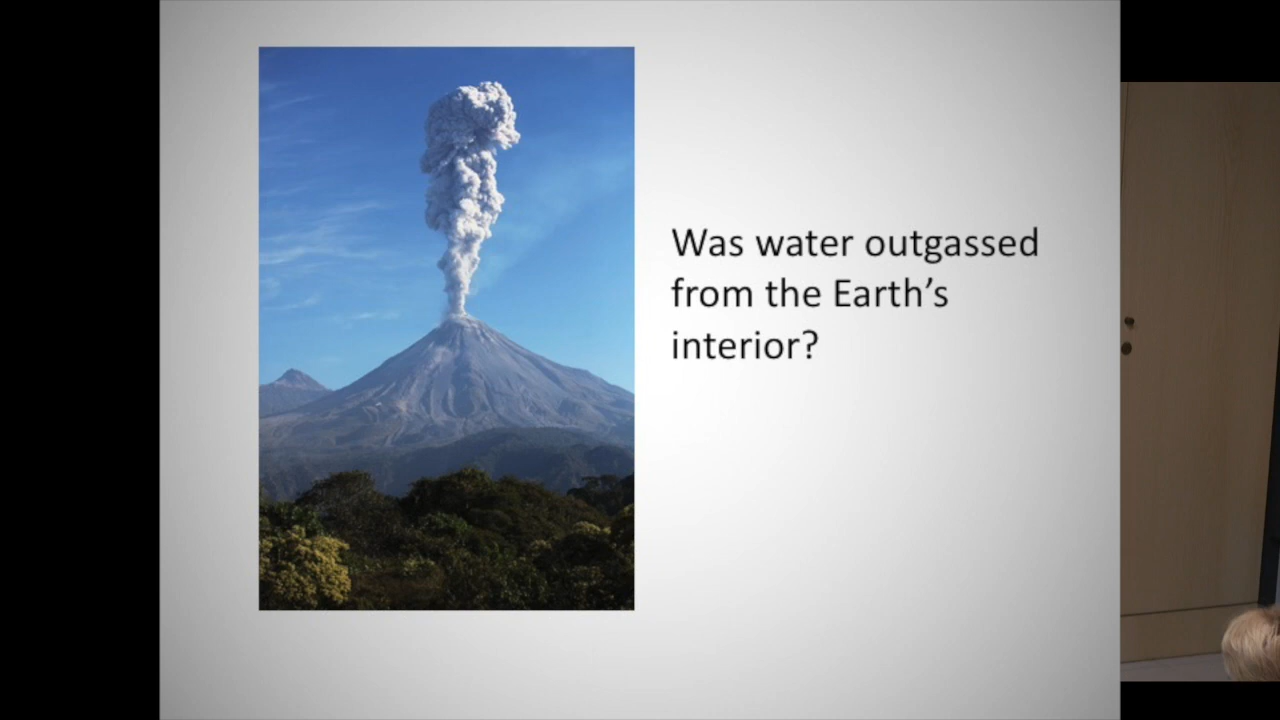 Was water outgassed
from the Earth’s
interior?